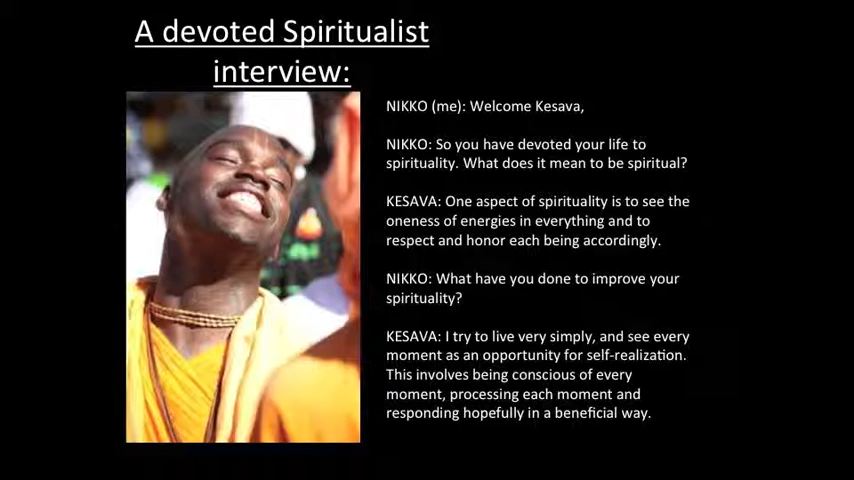 A devoted Spiritualist
interview:
NIKKO (me): Welcome Kesava,
NIKKO: So you have devoted your life to
spirituality. What does it mean to be spiritual?
KESAVA: One aspect of spirituality is to see the
oneness of energies in everything and to
respect and honor each being accordingly.
NIKKO: What have you done to improve your
spirituality?
KESAVA: I try to live very simply, and see every
moment as an opportunity for self-realization.
This involves being conscious of every
moment, processing each moment and
responding hopefully in a beneficial way.